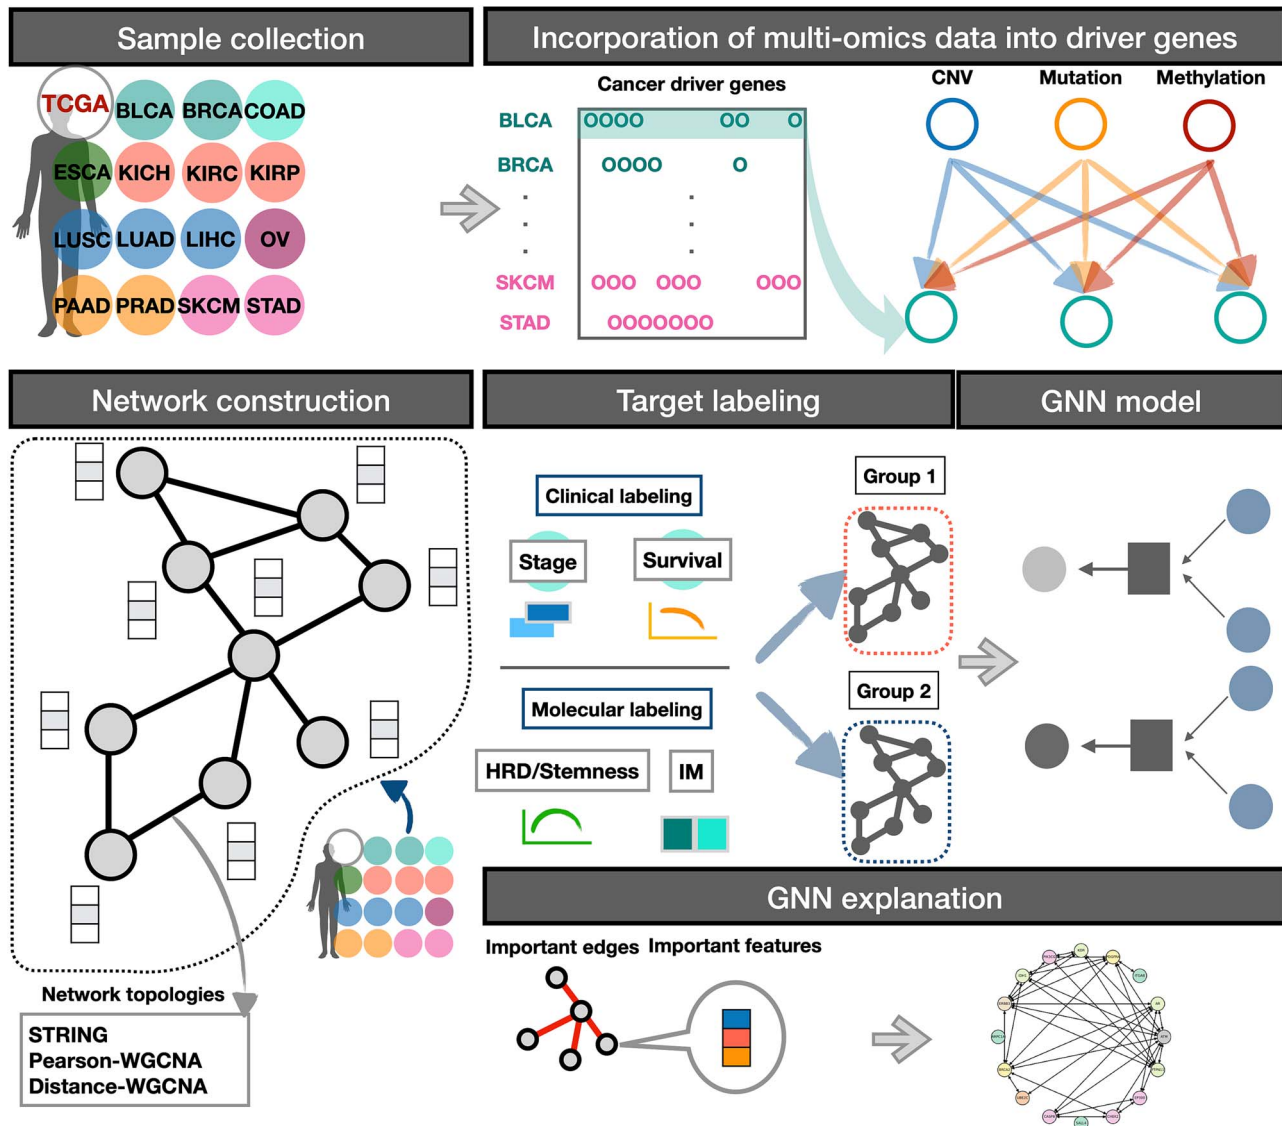 Sample collection
TCGA BLCA BRCA COAD
ESCA KICH KIRC KIRP
LUSC LUAD LIHC OV
PAAD PRAD SKCM STAD
Incorporation of multi-omics data into driver genes
Cancer driver genes
BLCA OOOO OO O
BRCA OOOO O
SKCM OOO OOO OOO
STAD OOOOOOO
CNV Mutation Methylation
Network construction
Network topologies
STRING
Pearson-WGCNA
Distance-WGCNA
Target labeling
Clinical labeling
Stage Survival
Molecular labeling
HRD/Stemness IM
Group 1
Group 2
GNN model
GNN explanation
Important edges Important features